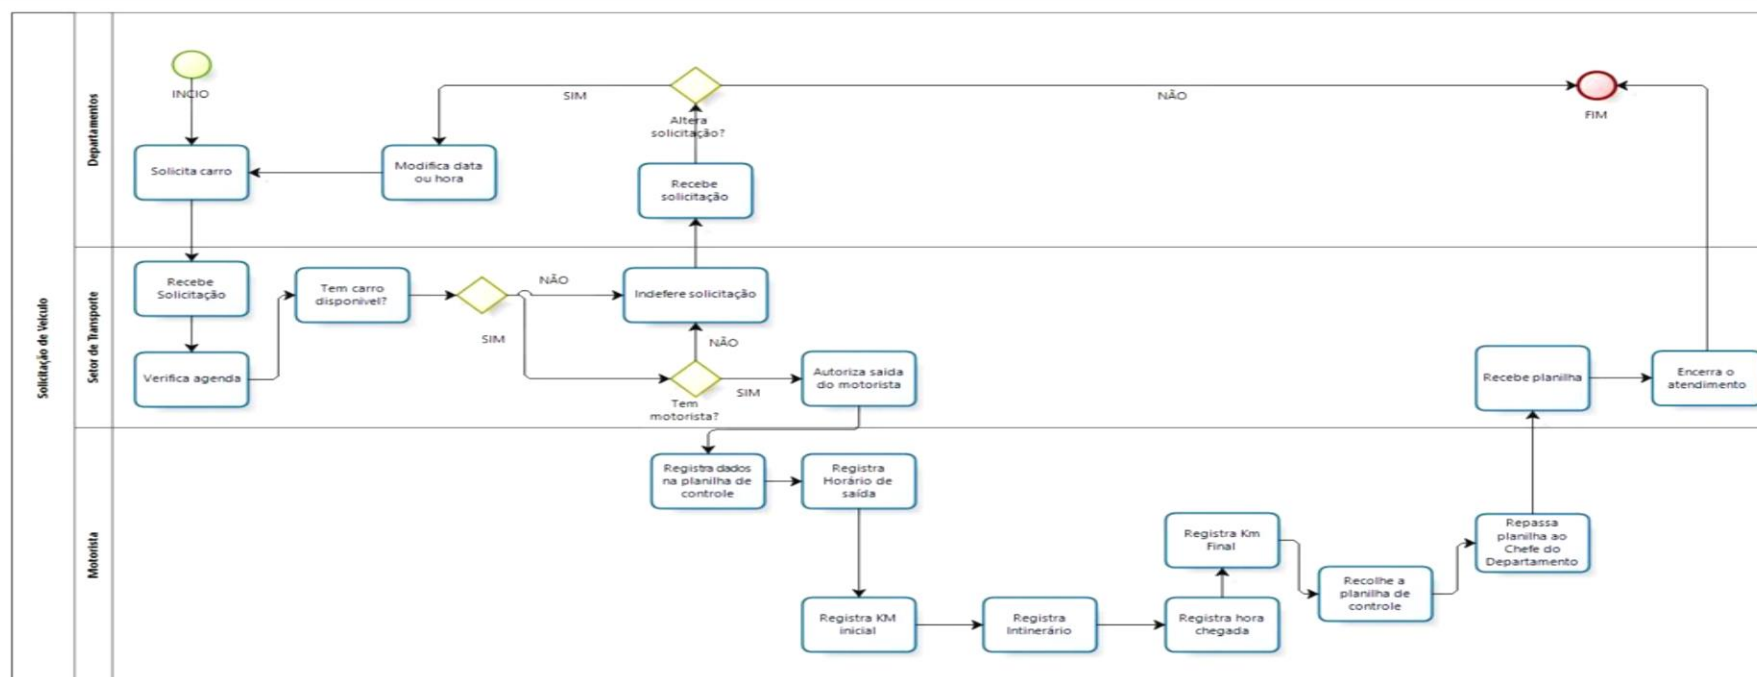 Solicitação de Veículo
Departamentos
INCIO
Solicita carro
Modifica data
ou hora
SIM
Altera
solicitação?
Recebe
solicitação
NÃO
FIM
Setor de Transporte
Recebe
Solicitação
Verifica agenda
Tem carro
disponivel?
NÃO
SIM
Indefere solicitação
NÃO
Tem
motorista?
SIM
Autoriza saida
do motorista
Recebe planilha
Encerra o
atendimento
Motorista
Registra dados
na planilha de
controle
Registra
Horário de
saída
Registra KM
inicial
Registra
Intinerário
Registra hora
chegada
Registra Km
Final
Recolhe a
planilha de
controle
Repassa
planilha ao
Chefe do
Departamento